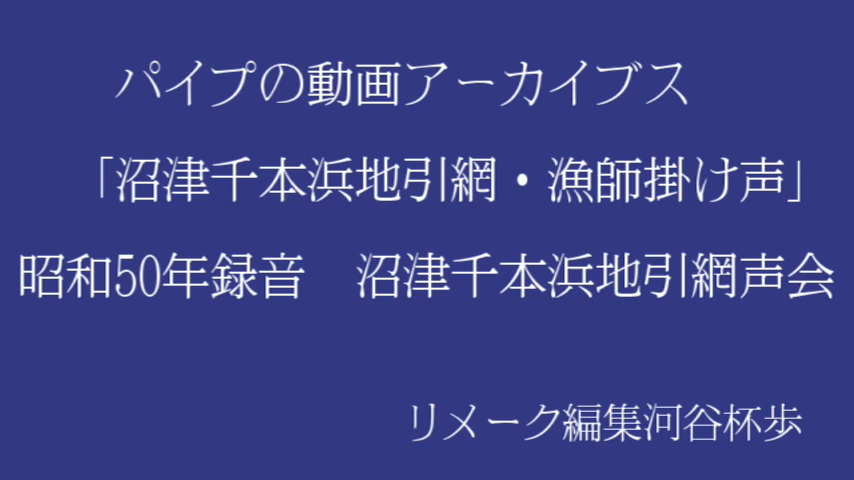 パイプの動画アーカイブス
「沼津千本浜地引網・漁師掛け声」
昭和50年録音　沼津千本浜地引網声会
リメーク編集河谷杯歩